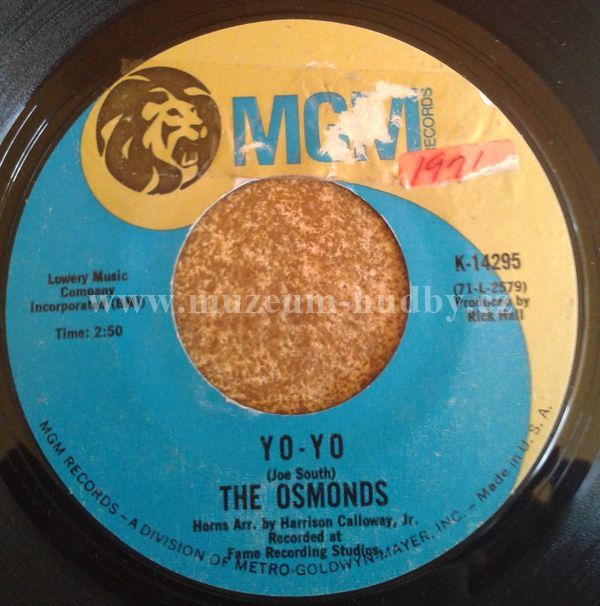 MGM
RECORDS
1971
K-14295
(71-L-2579)
Produced by
Rick Hall
Lowery Music
Company
Incorporated (BMI)
Time: 2:50
www.muzeum-hudby
YO-YO
(Joe South)
THE OSMONDS
Horns Arr. by Harrison Calloway, Jr.
Recorded at
Fame Recording Studios
MGM RECORDS – A DIVISION OF METRO-GOLDWYN-MAYER, INC. – Made in U. S. A.